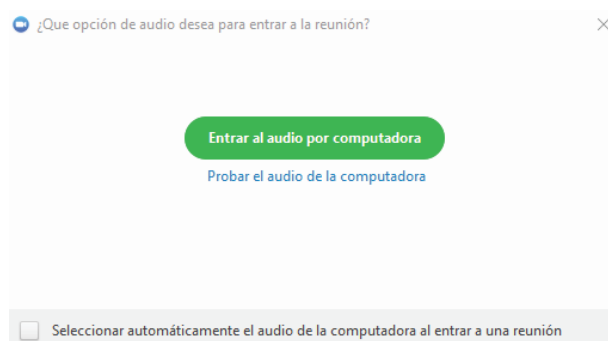 ¿Que opción de audio desea para entrar a la reunión?
Entrar al audio por computadora
Probar el audio de la computadora
Seleccionar automáticamente el audio de la computadora al entrar a una reunión